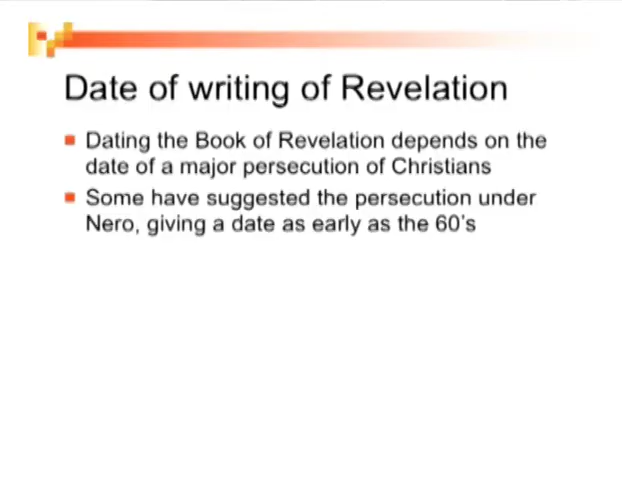 Date of writing of Revelation
Dating the Book of Revelation depends on the
date of a major persecution of Christians
Some have suggested the persecution under
Nero, giving a date as early as the 60's